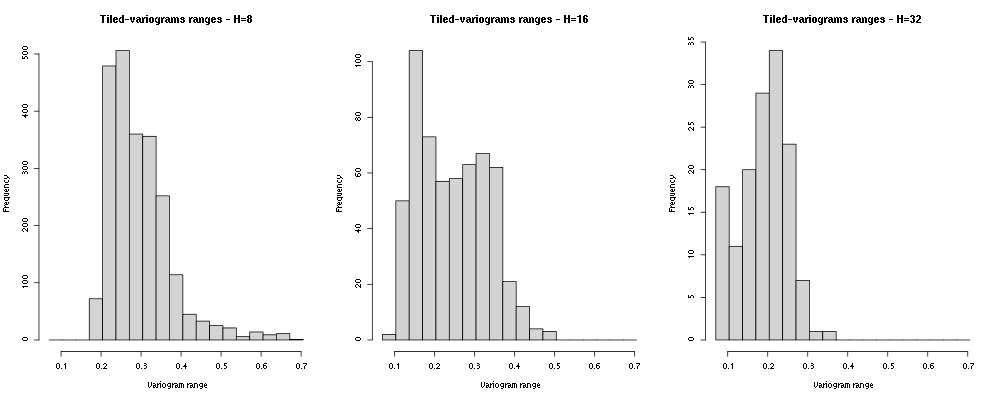 Tiled-variograms ranges - H=8
Frequency
500
400
300
200
100
0
0.1 0.2 0.3 0.4 0.5 0.6 0.7
Variogram range
Tiled-variograms ranges - H=16
Frequency
100
80
60
40
20
0
0.1 0.2 0.3 0.4 0.5 0.6 0.7
Variogram range
Tiled-variograms ranges - H=32
Frequency
35
30
25
20
15
10
5
0
0.1 0.2 0.3 0.4 0.5 0.6 0.7
Variogram range